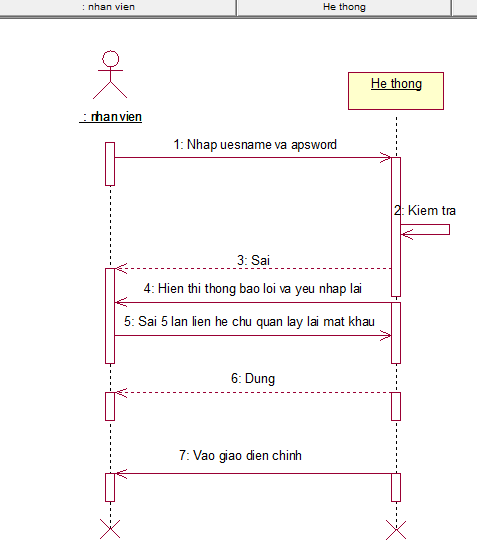 : nhan vien
He thong
He thong
: nhan vien
1: Nhap uesname va apsword
2: Kiem tra
3: Sai
4: Hien thi thong bao loi va yeu nhap lai
5: Sai 5 lan lien he chu quan lay lai mat khau
6: Dung
7: Vao giao dien chinh